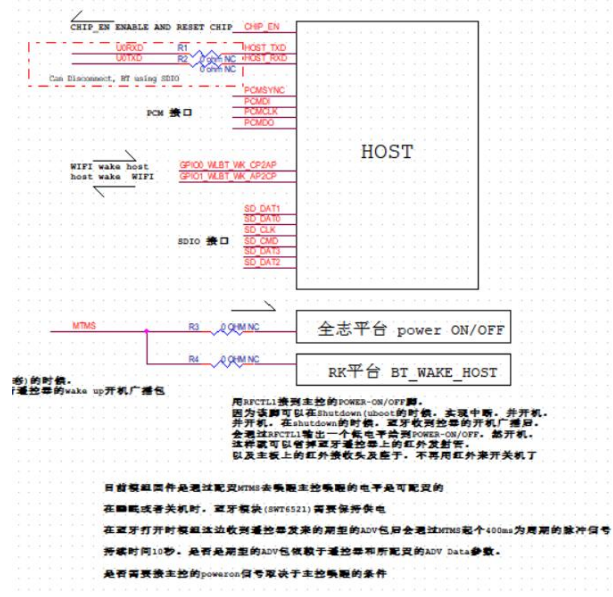 CHIP_EN ENABLE AND RESET CHIP CHIP_EN
U0RXD R1 HOST_TXD
0 ohm NC
U0TXD R2 HOST_RXD
0 ohm NC
Can Disconnect, BT using SDIO
PCMSYNC
PCMDI
PCM 接口 PCMCLK
PCMDO
HOST
WIFI wake host GPIO0_WLBT_WK_CP2AP
host wake WIFI GPIO1_WLBT_WK_AP2CP
SD_DAT1
SD_DAT0
SD_CLK
SDIO 接口 SD_CMD
SD_DAT3
SD_DAT2
MTMS R3 0 OHM NC 全志平台 power ON/OFF
R4 0 OHM NC RK平台 BT_WAKE_HOST
的时候。
遥控器的wake up开机广播包
用RFCTL1接到主控的POWER-ON/OFF脚。
因为该脚可以在Shutdown(uboot的时候。实现中断。并开机。
并开机。在shutdown的时候。蓝牙收到控器的开机广播后。
会通过RFCTL1输出一个低电平给到POWER-ON/OFF。然开机。
这样就可以省掉蓝牙遥控器上的红外发射管。
以及主板上的红外接收头及座子。不再用红外来开关机了
目前模组固件是通过配置MTMS去唤醒主控唤醒的电平是可配置的
在睡眠或者关机时。蓝牙模块(SWT6521)需要保持供电
在蓝牙打开时模组这边收到遥控器发来的期望的ADV包后会通过MTMS起个400ms为周期的脉冲信号
持续时间10秒。是否是期望的ADV包依赖于遥控器和所配置的ADV Data参数。
是否需要接主控的poweron信号取决于主控唤醒的条件